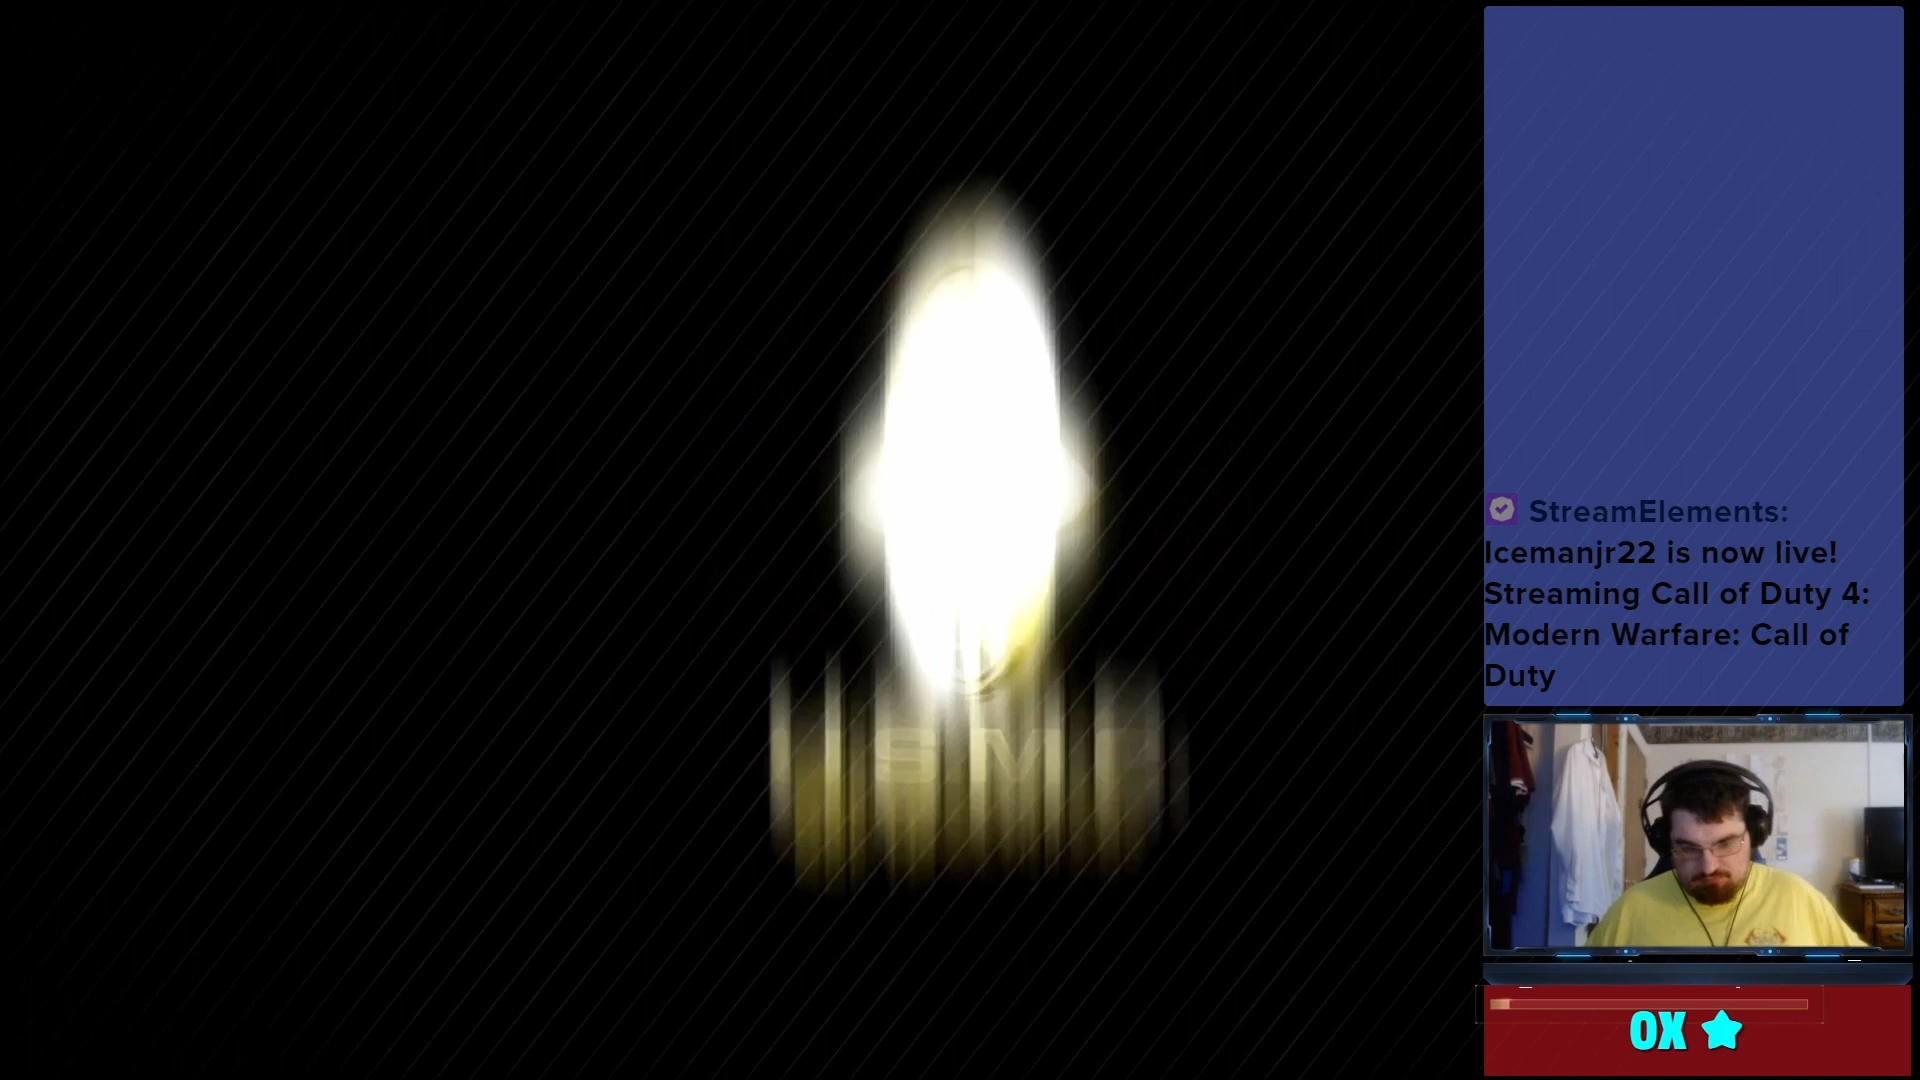 StreamElements:
Icemanjr22 is now live!
Streaming Call of Duty 4:
Modern Warfare: Call of
Duty
0X